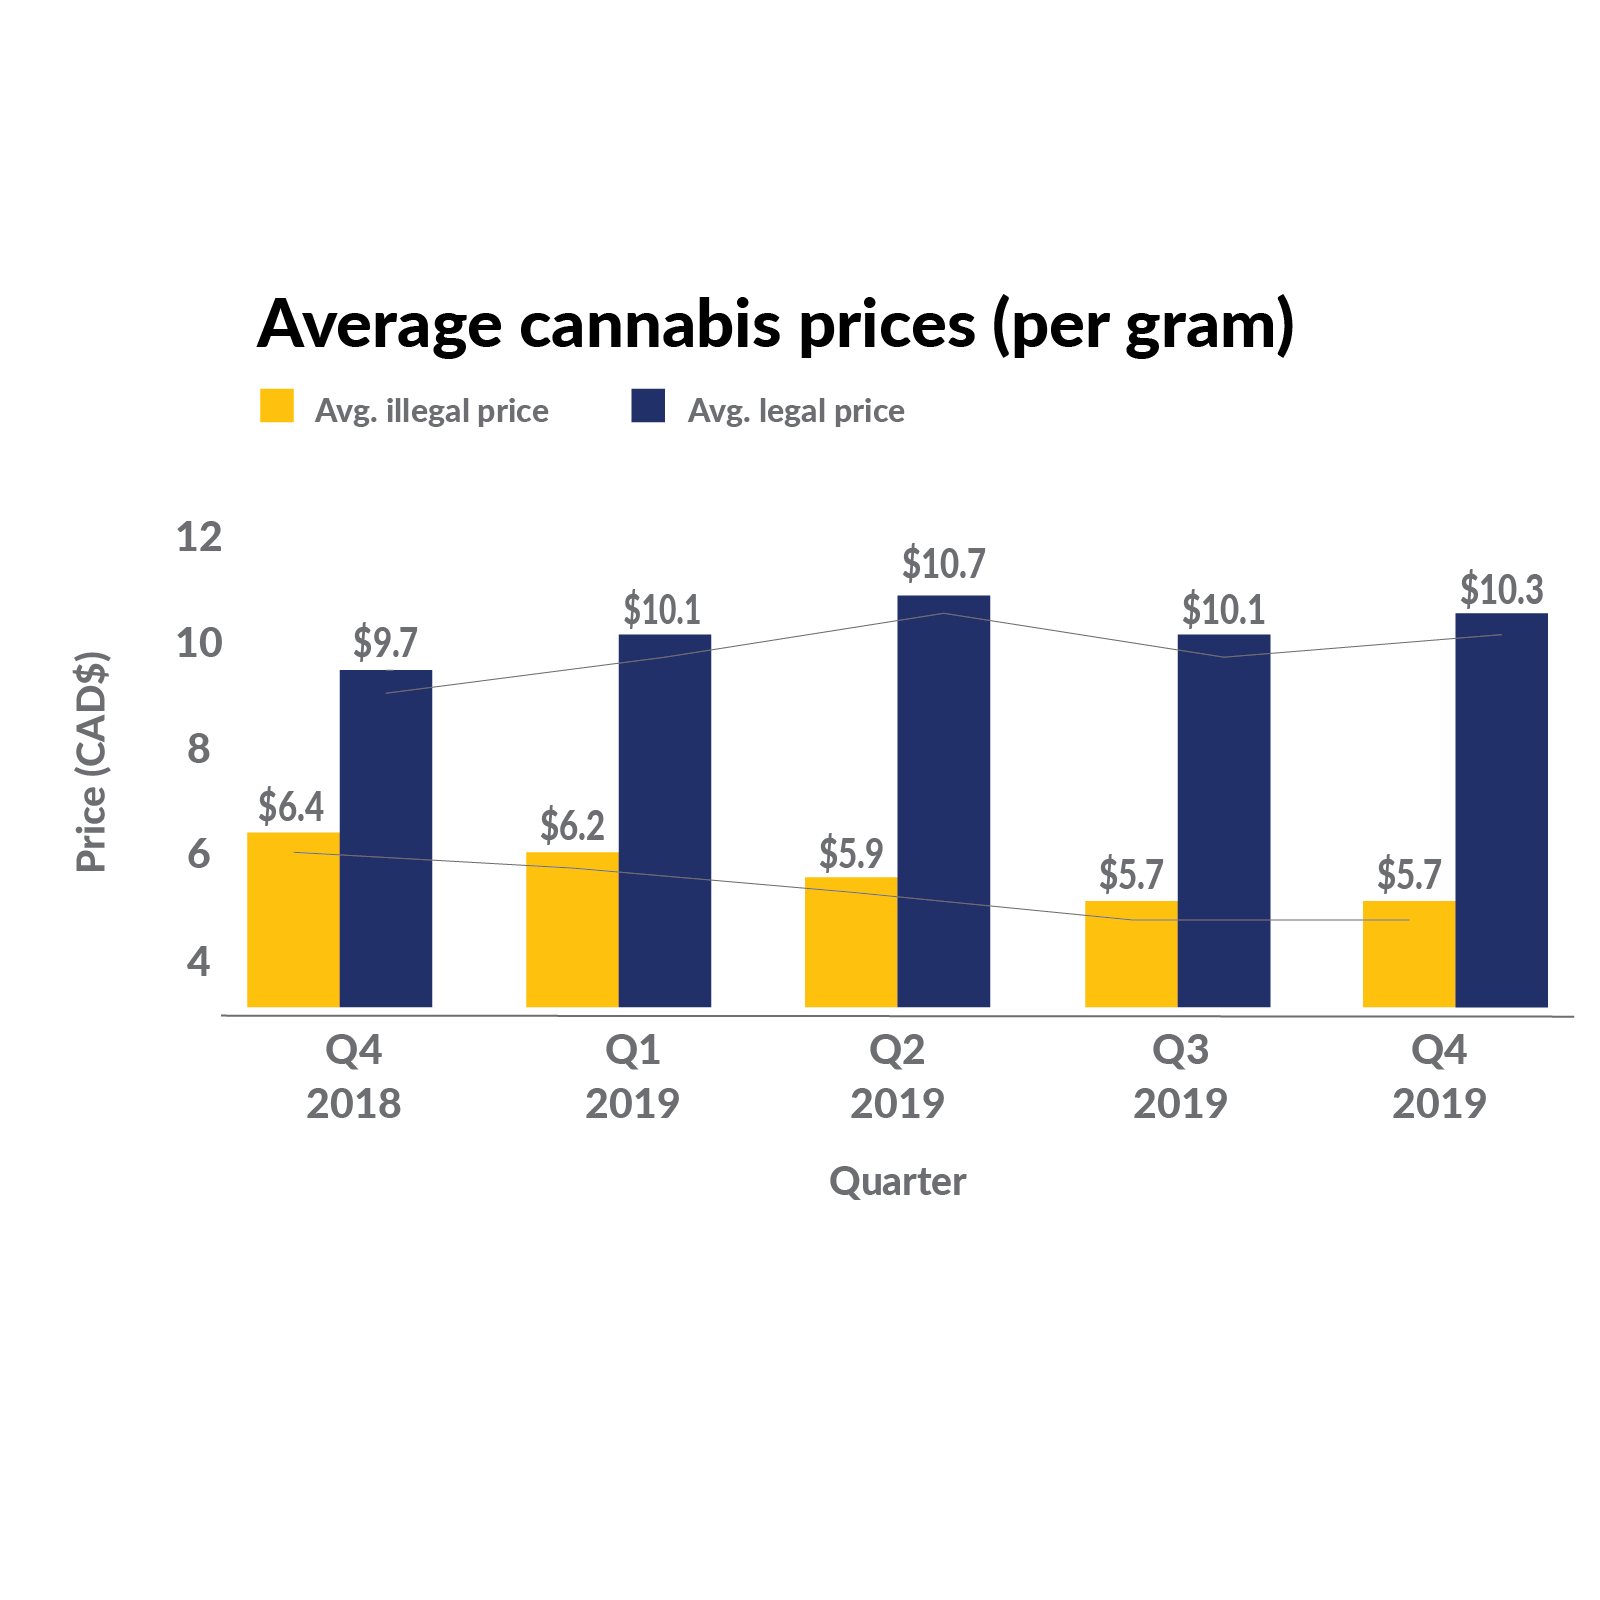 Average cannabis prices (per gram)
Avg. illegal price
Avg. legal price
Price (CAD$)
12
10
8
6
4
$6.4
$9.7
$6.2
$10.1
$5.9
$10.7
$5.7
$10.1
$5.7
$10.3
Q4
2018
Q1
2019
Q2
2019
Q3
2019
Q4
2019
Quarter